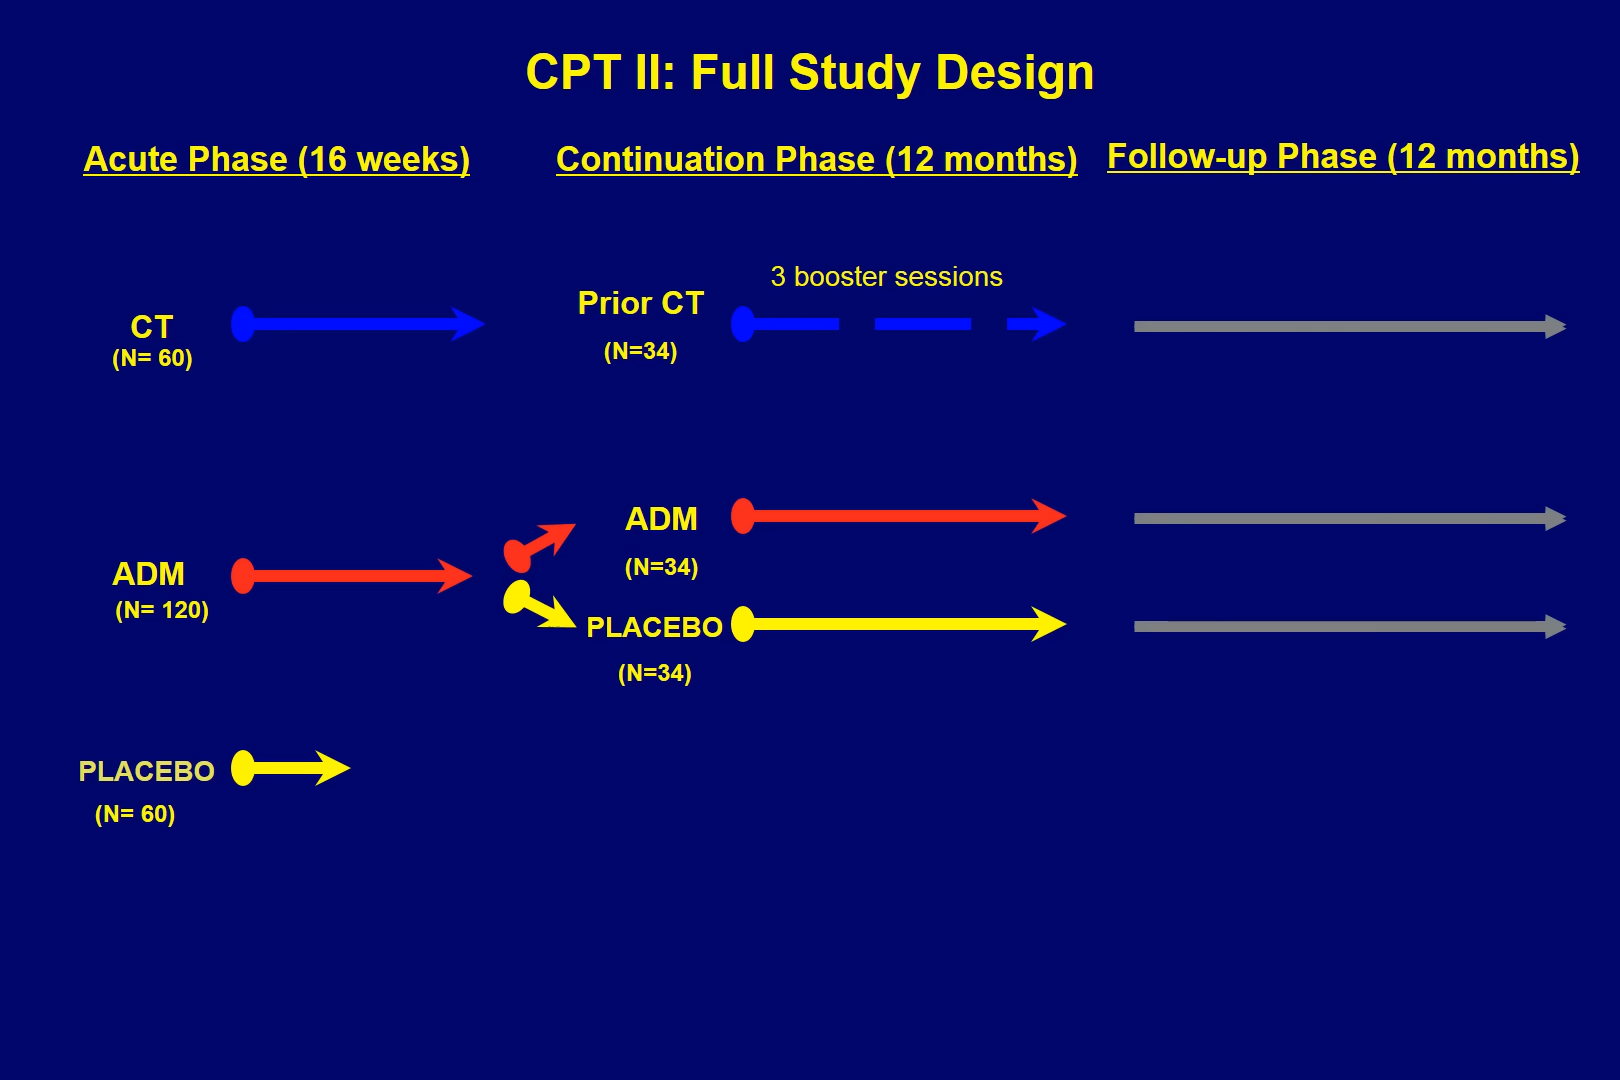 CPT II: Full Study Design
Acute Phase (16 weeks)
Continuation Phase (12 months)
Follow-up Phase (12 months)
3 booster sessions
CT
(N= 60)
Prior CT
(N=34)
ADM
(N= 120)
ADM
(N=34)
PLACEBO
(N=34)
PLACEBO
(N= 60)